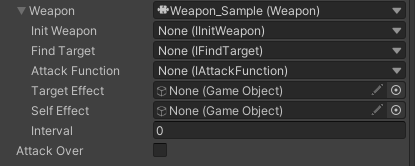 Weapon Weapon_Sample (Weapon)
Init Weapon None (IInitWeapon)
Find Target None (IFindTarget)
Attack Function None (IAttackFunction)
Target Effect None (Game Object)
Self Effect None (Game Object)
Interval 0
Attack Over